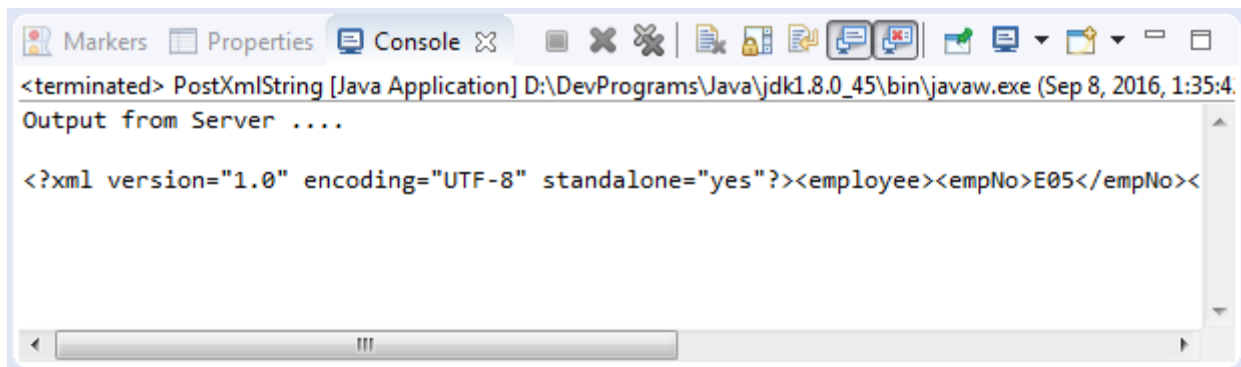 Markers Properties Console
<terminated> PostXmlString [Java Application] D:\DevPrograms\Java\jdk1.8.0_45\bin\javaw.exe (Sep 8, 2016, 1:35:4
Output from Server ....
<?xml version="1.0" encoding="UTF-8" standalone="yes"?><employee><empNo>E05</empNo><